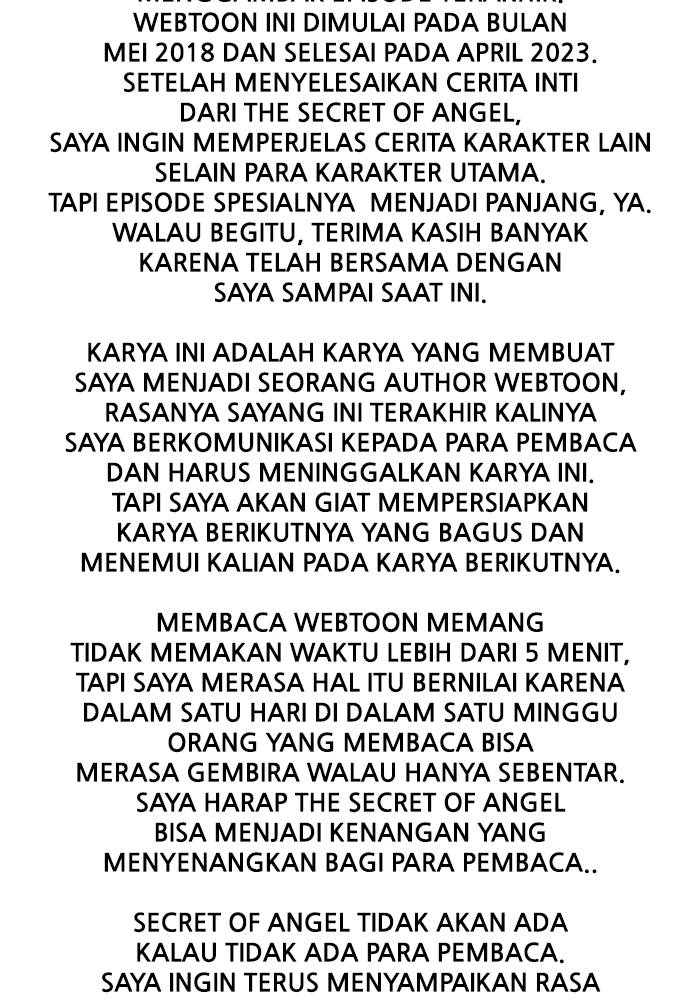 MENGGAMBAR EPISODE TERAKHIR.
WEBTOON INI DIMULAI PADA BULAN
MEI 2018 DAN SELESAI PADA APRIL 2023.
SETELAH MENYELESAIKAN CERITA INTI
DARI THE SECRET OF ANGEL,
SAYA INGIN MEMPERJELAS CERITA KARAKTER LAIN
SELAIN PARA KARAKTER UTAMA.
TAPI EPISODE SPESIALNYA  MENJADI PANJANG, YA.
WALAU BEGITU, TERIMA KASIH BANYAK
KARENA TELAH BERSAMA DENGAN
SAYA SAMPAI SAAT INI.
KARYA INI ADALAH KARYA YANG MEMBUAT
SAYA MENJADI SEORANG AUTHOR WEBTOON,
RASANYA SAYANG INI TERAKHIR KALINYA
SAYA BERKOMUNIKASI KEPADA PARA PEMBACA
DAN HARUS MENINGGALKAN KARYA INI.
TAPI SAYA AKAN GIAT MEMPERSIAPKAN
KARYA BERIKUTNYA YANG BAGUS DAN
MENEMUI KALIAN PADA KARYA BERIKUTNYA.
MEMBACA WEBTOON MEMANG
TIDAK MEMAKAN WAKTU LEBIH DARI 5 MENIT,
TAPI SAYA MERASA HAL ITU BERNILAI KARENA
DALAM SATU HARI DI DALAM SATU MINGGU
ORANG YANG MEMBACA BISA
MERASA GEMBIRA WALAU HANYA SEBENTAR.
SAYA HARAP THE SECRET OF ANGEL
BISA MENJADI KENANGAN YANG
MENYENANGKAN BAGI PARA PEMBACA..
SECRET OF ANGEL TIDAK AKAN ADA
KALAU TIDAK ADA PARA PEMBACA.
SAYA INGIN TERUS MENYAMPAIKAN RASA